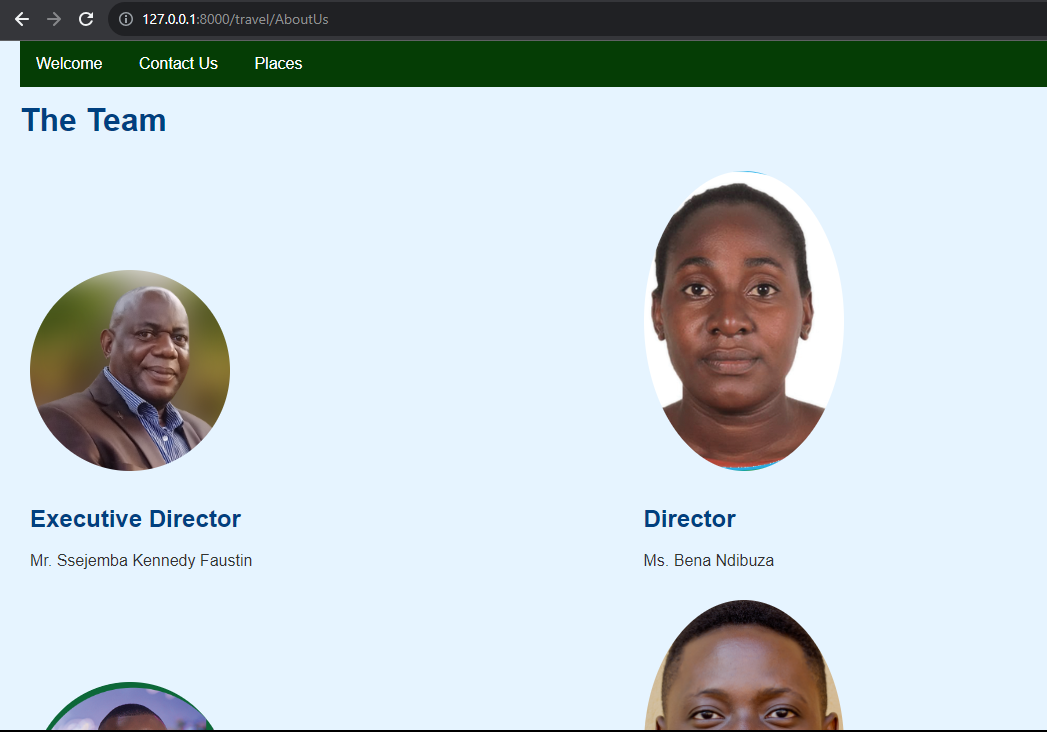 127.0.0.1:8000/travel/AboutUs
Welcome Contact Us Places
The Team
Executive Director Director
Mr. Ssejemba Kennedy Faustin Ms. Bena Ndibuza